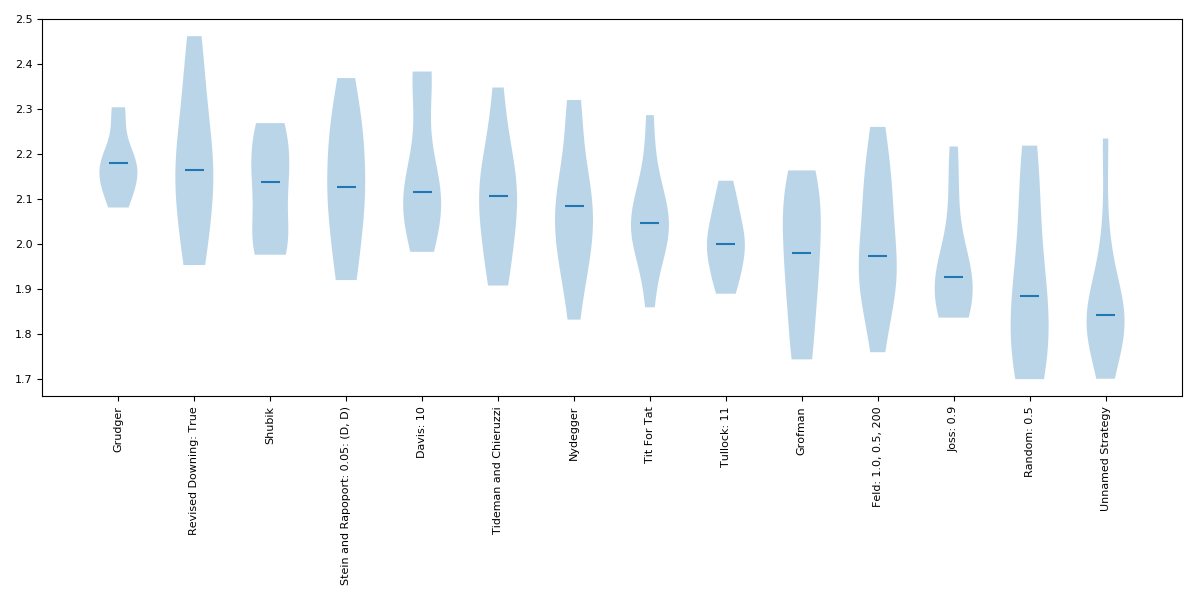 2.5
2.4
2.3
2.2
2.1
2.0
1.9
1.8
1.7
Grudger
Revised Downing: True
Shubik
Stein and Rapoport: 0.05: (D, D)
Davis: 10
Tideman and Chieruzzi
Nydegger
Tit For Tat
Tullock: 11
Grofman
Feld: 1.0, 0.5, 200
Joss: 0.9
Random: 0.5
Unnamed Strategy